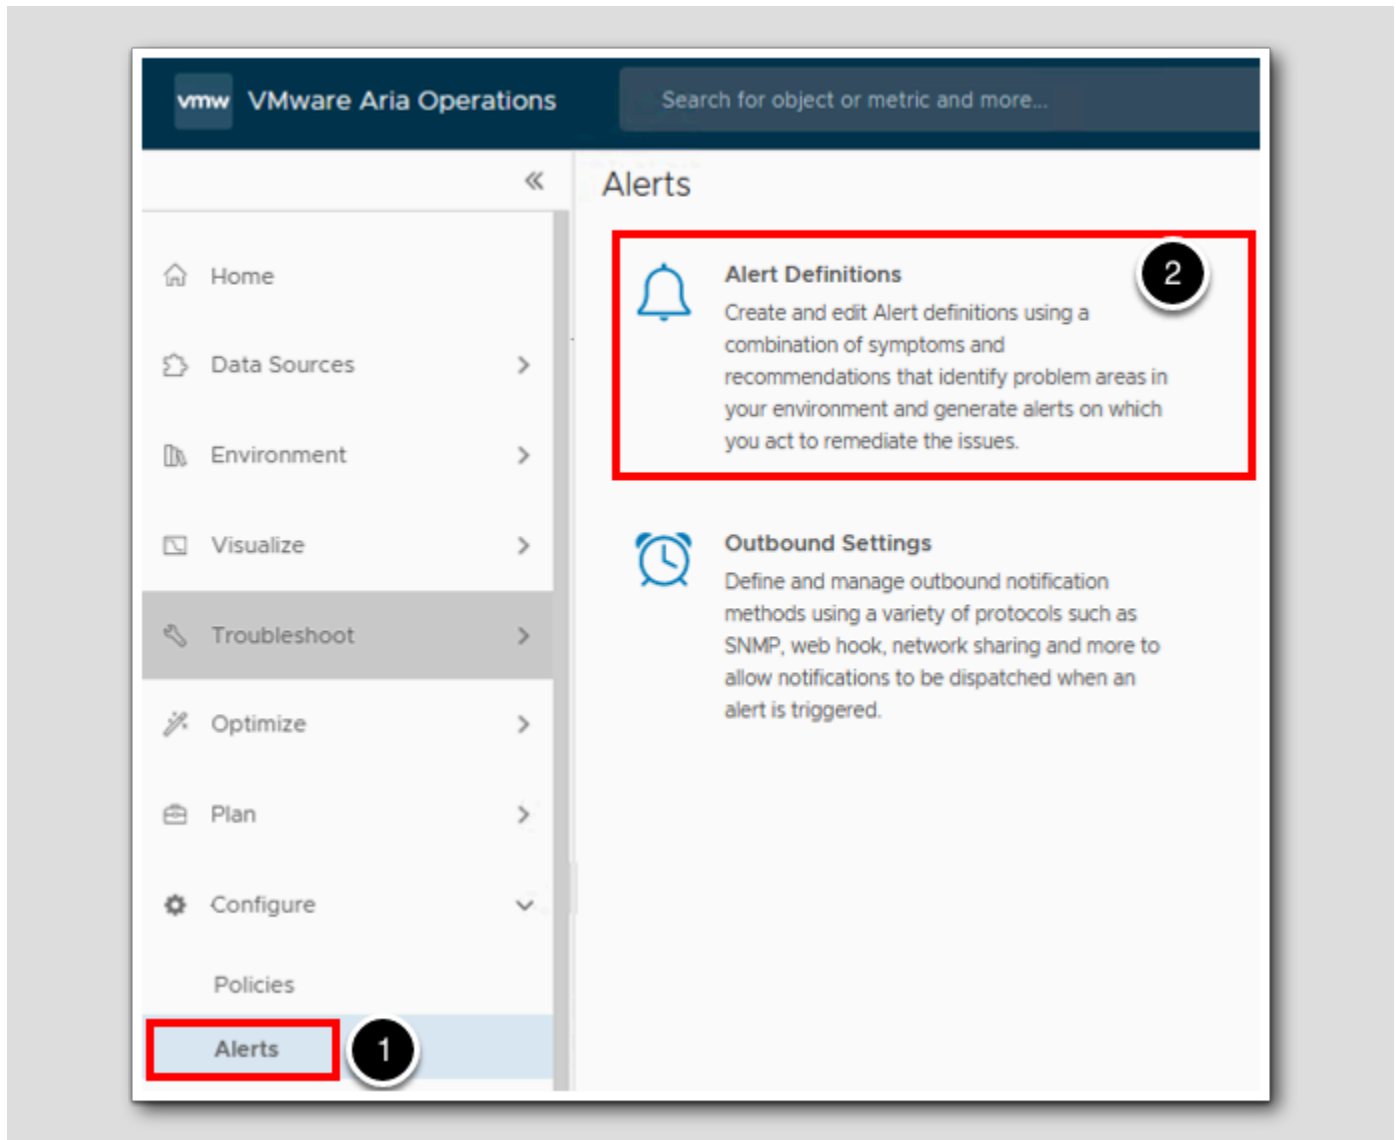 vmw VMware Aria Operations
Search for object or metric and more...
Alerts
Home
Data Sources
Environment
Visualize
Troubleshoot
Optimize
Plan
Configure
Policies
Alerts
1
Alert Definitions
2
Create and edit Alert definitions using a
combination of symptoms and
recommendations that identify problem areas in
your environment and generate alerts on which
you act to remediate the issues.
Outbound Settings
Define and manage outbound notification
methods using a variety of protocols such as
SNMP, web hook, network sharing and more to
allow notifications to be dispatched when an
alert is triggered.